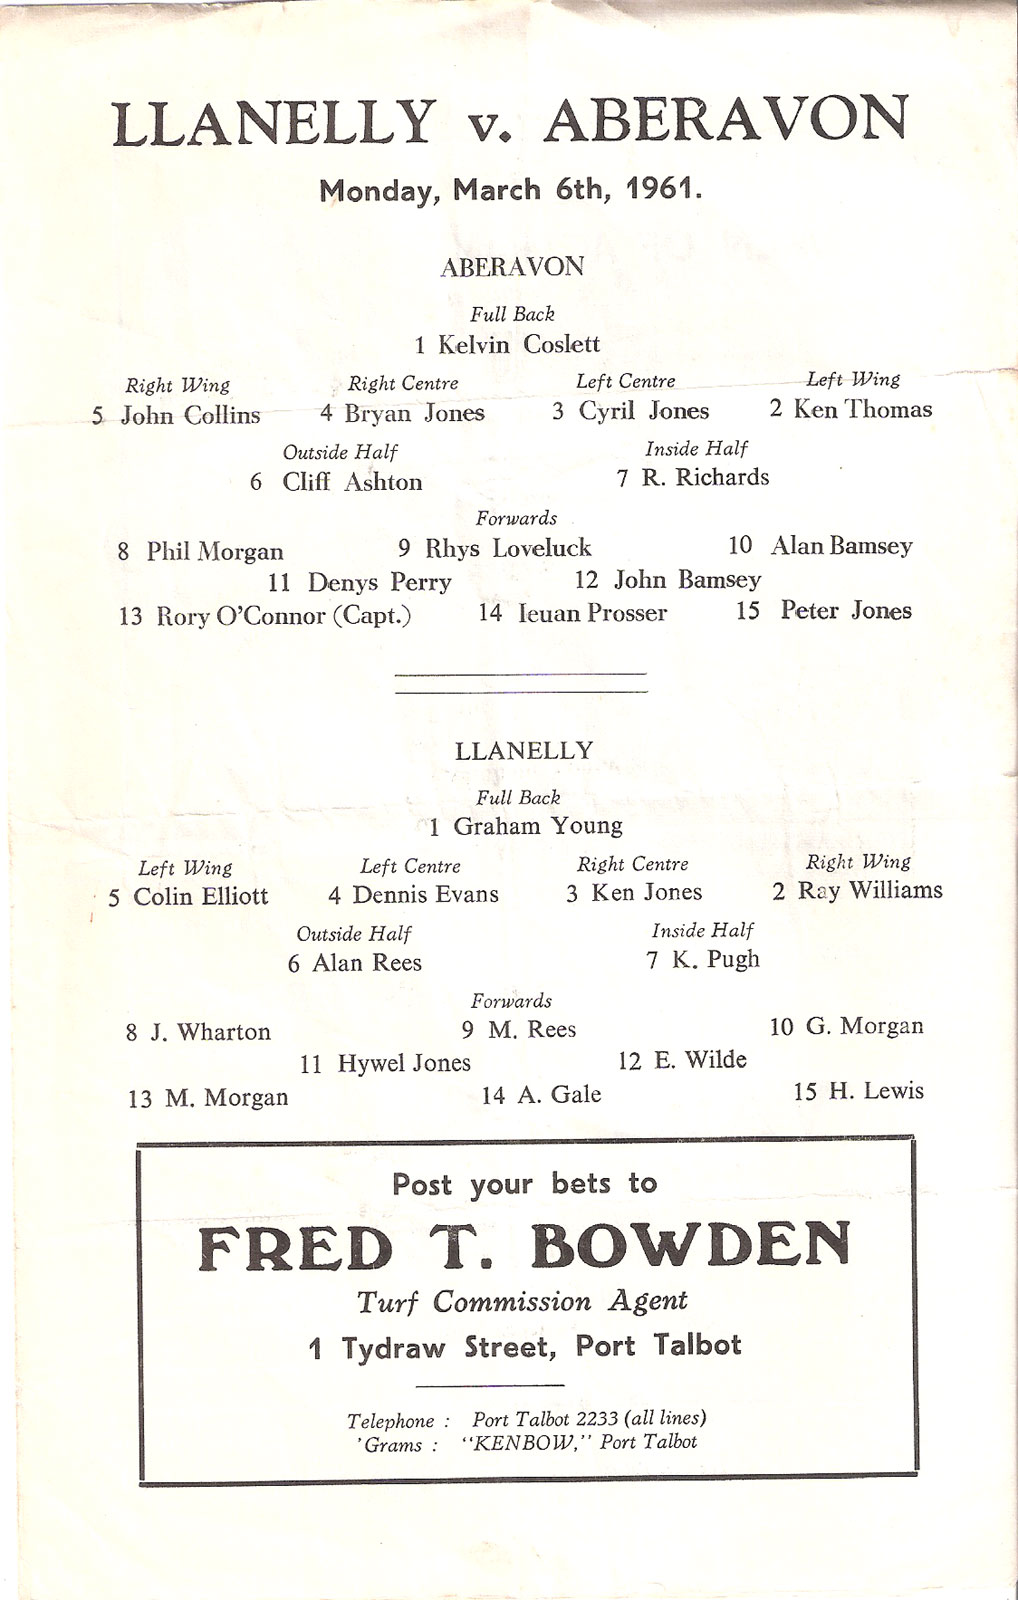 LLANELLY v. ABERAVON
Monday, March 6th, 1961.
ABERAVON
Full Back
1 Kelvin Coslett
Right Wing Right Centre Left Centre Left Wing
5 John Collins 4 Bryan Jones 3 Cyril Jones 2 Ken Thomas
Outside Half Inside Half
6 Cliff Ashton 7 R. Richards
Forwards
8 Phil Morgan 9 Rhys Loveluck 10 Alan Bamsey
11 Denys Perry 12 John Bamsey
13 Rory O'Connor (Capt.) 14 Ieuan Prosser 15 Peter Jones
LLANELLY
Full Back
1 Graham Young
Left Wing Left Centre Right Centre Right Wing
5 Colin Elliott 4 Dennis Evans 3 Ken Jones 2 Ray Williams
Outside Half Inside Half
6 Alan Rees 7 K. Pugh
Forwards
8 J. Wharton 9 M. Rees 10 G. Morgan
11 Hywel Jones 12 E. Wilde
13 M. Morgan 14 A. Gale 15 H. Lewis
Post your bets to
FRED T. BOWDEN
Turf Commission Agent
1 Tydraw Street, Port Talbot
Telephone : Port Talbot 2233 (all lines)
'Grams : "KENBOW," Port Talbot